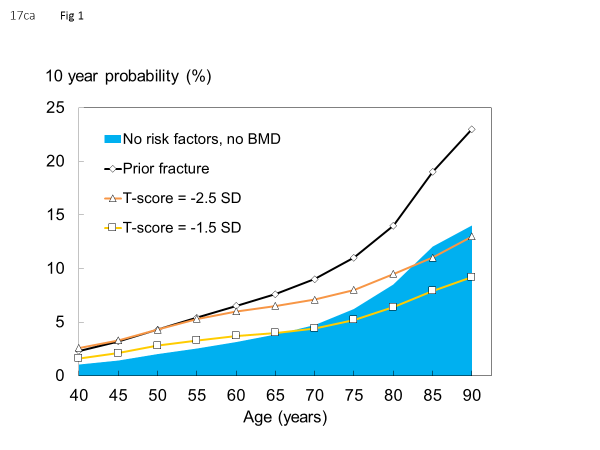 17ca Fig 1
10 year probability (%)
25
No risk factors, no BMD
20
Prior fracture
T-score = -2.5 SD
15
T-score = -1.5 SD
10
5
0
40 45 50 55 60 65 70 75 80 85 90
Age (years)